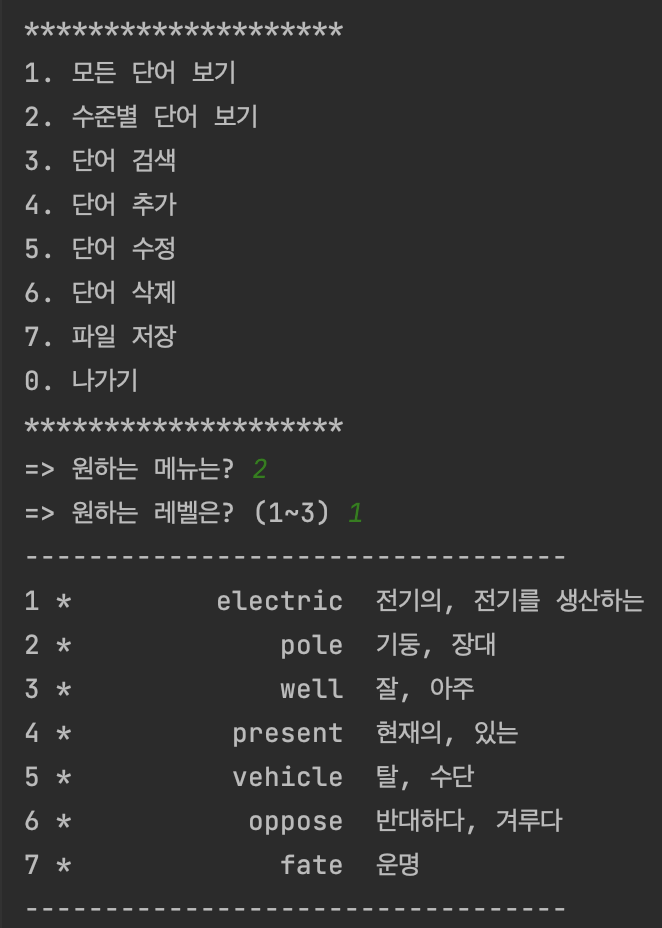 ********************
1. 모든 단어 보기
2. 수준별 단어 보기
3. 단어 검색
4. 단어 추가
5. 단어 수정
6. 단어 삭제
7. 파일 저장
0. 나가기
********************
=> 원하는 메뉴는? 2
=> 원하는 레벨은? (1~3) 1
----------------------------------
1 *         electric  전기의, 전기를 생산하는
2 *             pole  기둥, 장대
3 *             well  잘, 아주
4 *          present  현재의, 있는
5 *          vehicle  탈, 수단
6 *           oppose  반대하다, 겨루다
7 *             fate  운명
----------------------------------